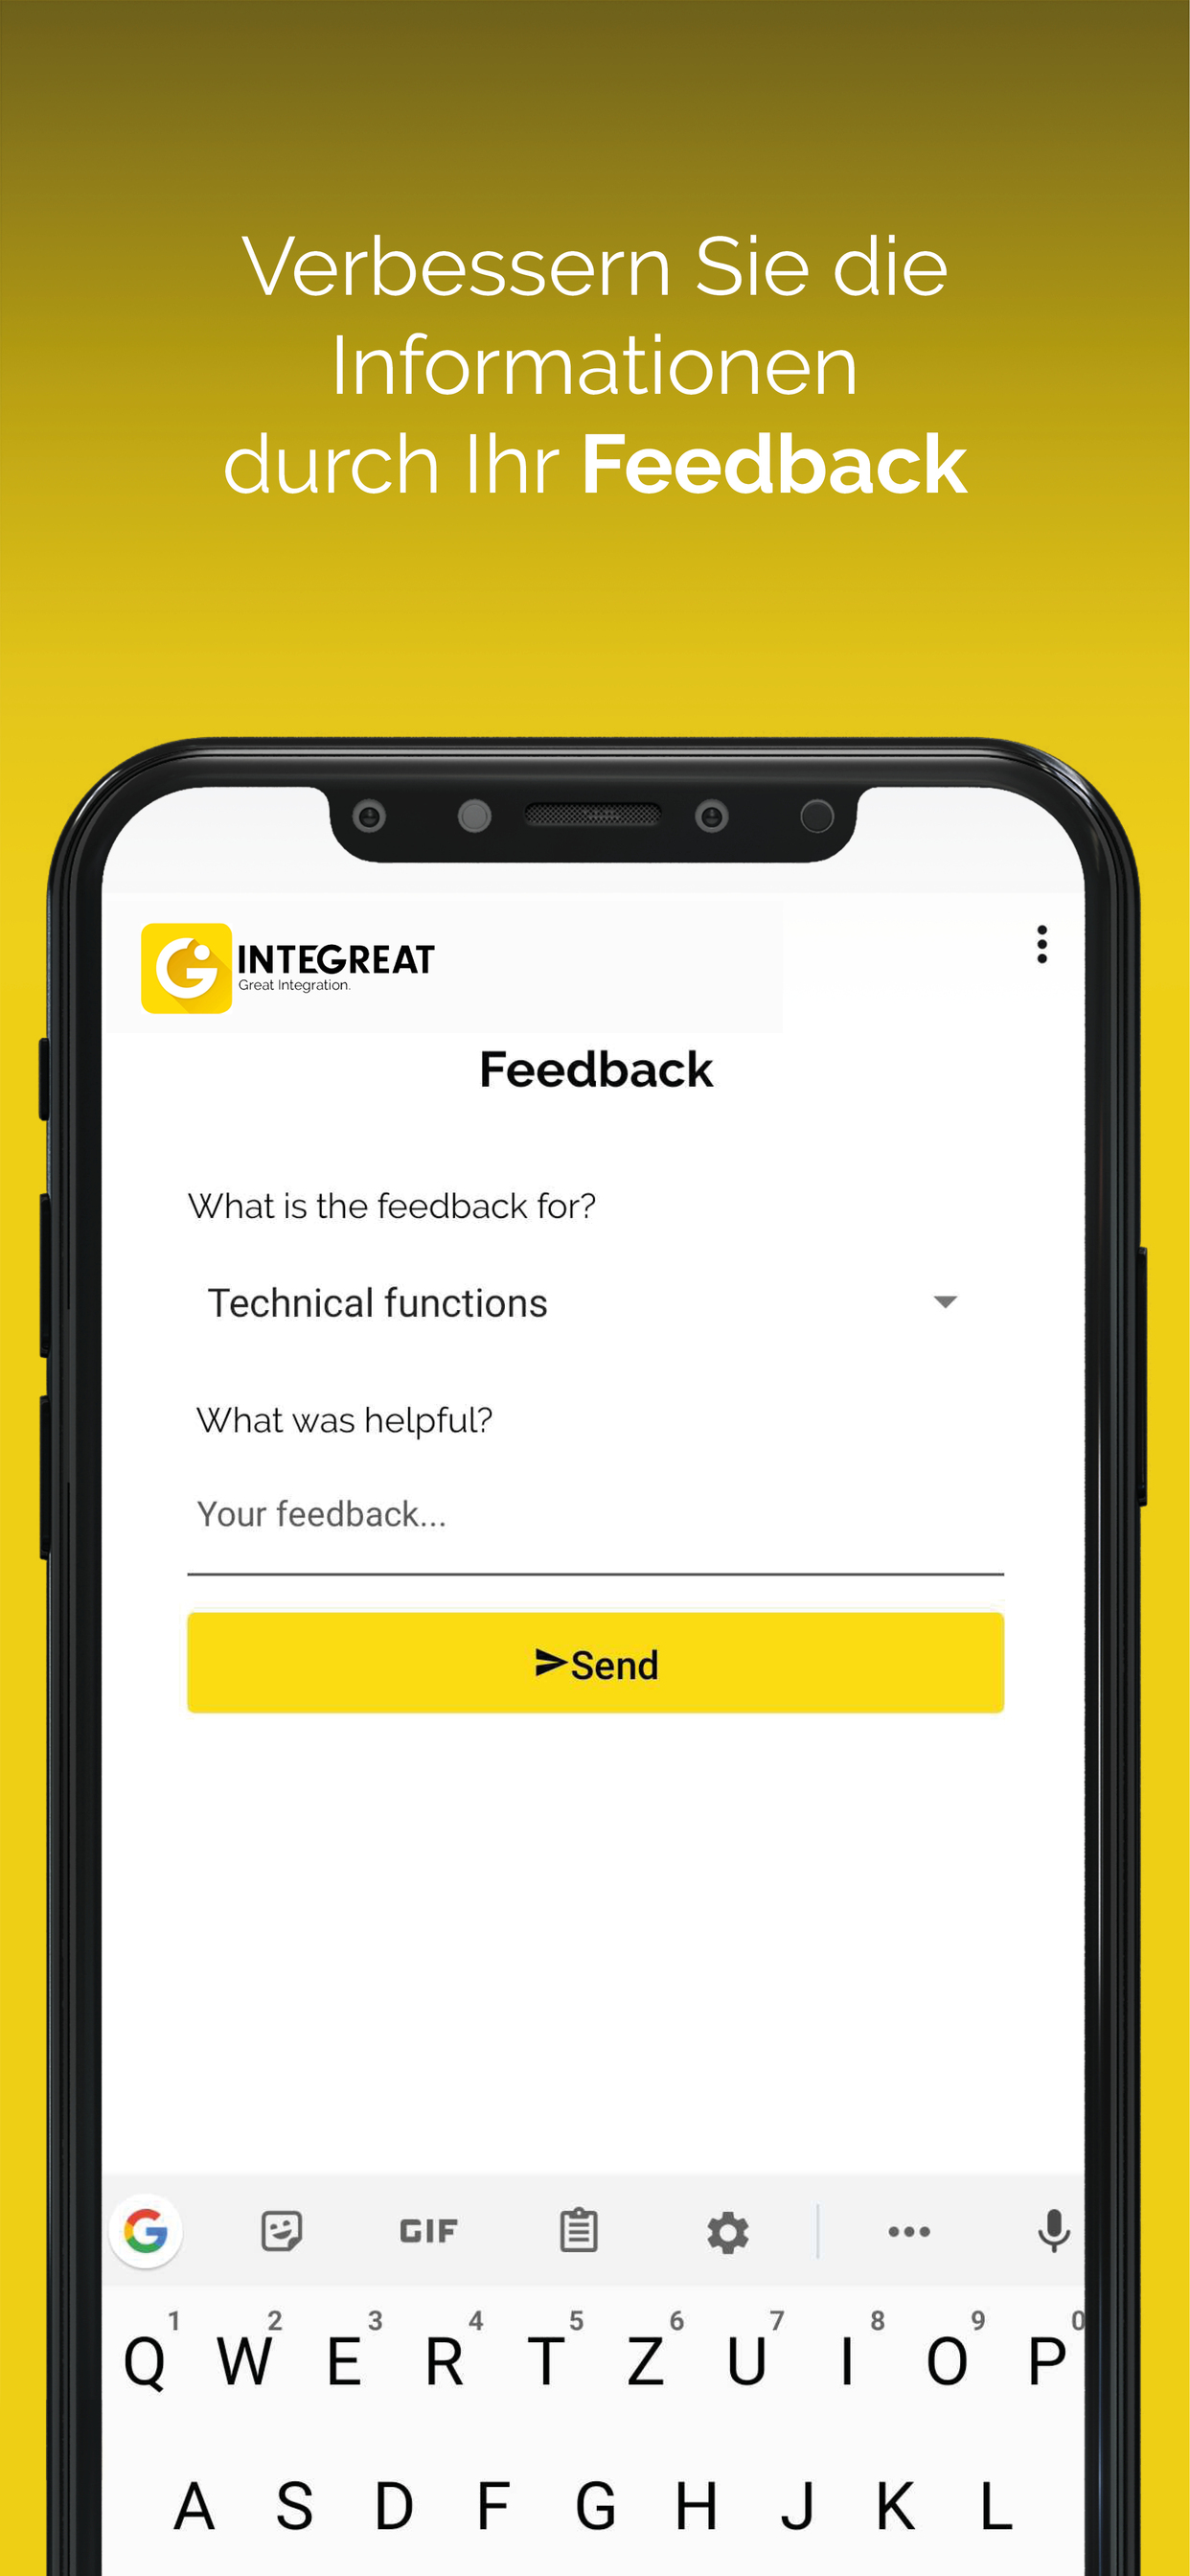 Verbessern Sie die
Informationen
durch Ihr Feedback
INTEGREAT
Great Integration.
Feedback
What is the feedback for?
Technical functions
What was helpful?
Your feedback...
Send
G GIF
1 2 3 4 5 6 7 8 9 0
Q W E R T Z U I O P
A S D F G H J K L